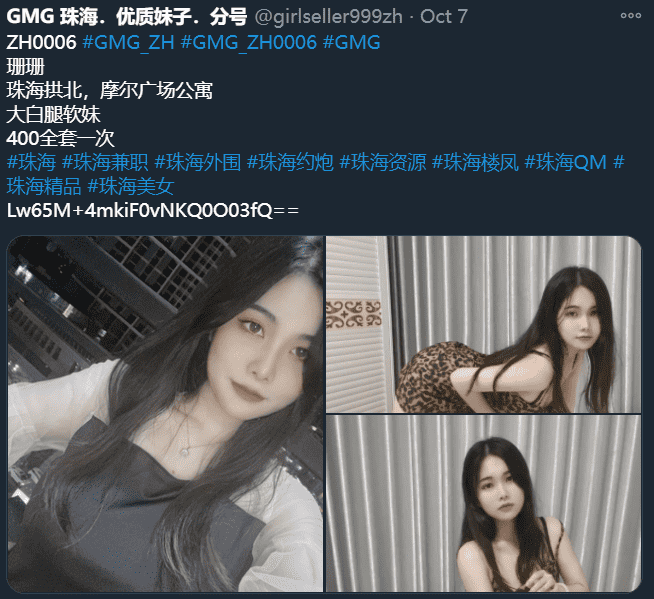 GMG 珠海．优质妹子．分号 @girlseller999zh · Oct 7
ZH0006 #GMG_ZH #GMG_ZH0006 #GMG
珊珊
珠海拱北，摩尔广场公寓
大白腿软妹
400全套一次
#珠海 #珠海兼职 #珠海外围 #珠海约炮 #珠海资源 #珠海楼凤 #珠海QM #
珠海精品 #珠海美女
Lw65M+4mkiF0vNKQ0O03fQ==